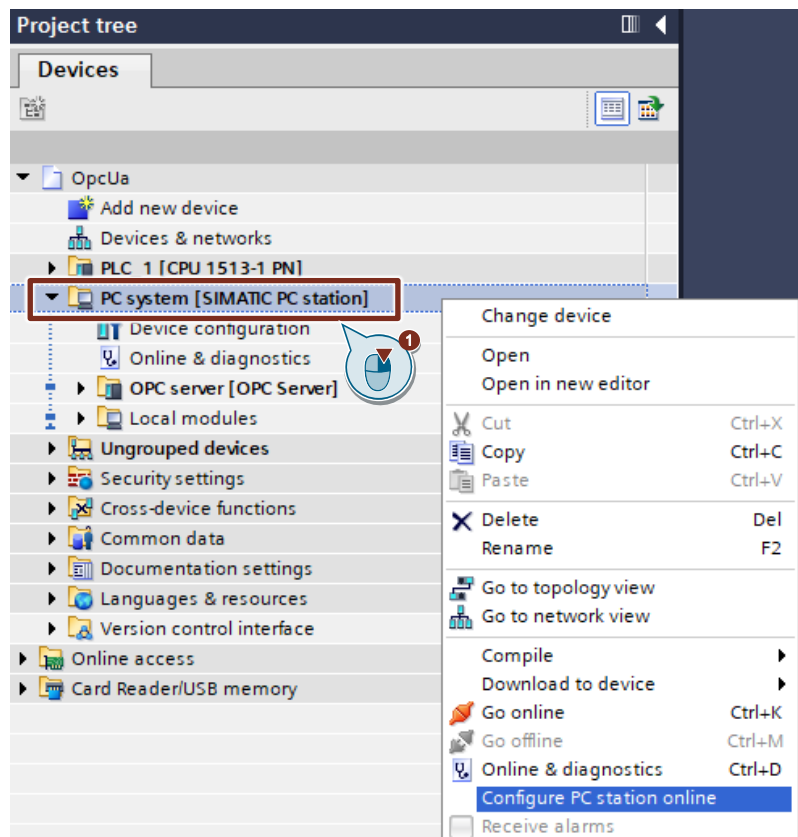 Project tree
Devices
OpcUa
Add new device
Devices & networks
PLC_1 [CPU 1513-1 PN]
PC system [SIMATIC PC station]
Device configuration
1
Online & diagnostics
OPC server [OPC Server]
Local modules
Ungrouped devices
Security settings
Cross-device functions
Common data
Documentation settings
Languages & resources
Version control interface
Online access
Card Reader/USB memory
Change device
Open
Open in new editor
Cut Ctrl+X
Copy Ctrl+C
Paste Ctrl+V
Delete Del
Rename F2
Go to topology view
Go to network view
Compile
Download to device
Go online Ctrl+K
Go offline Ctrl+M
Online & diagnostics Ctrl+D
Configure PC station online
Receive alarms